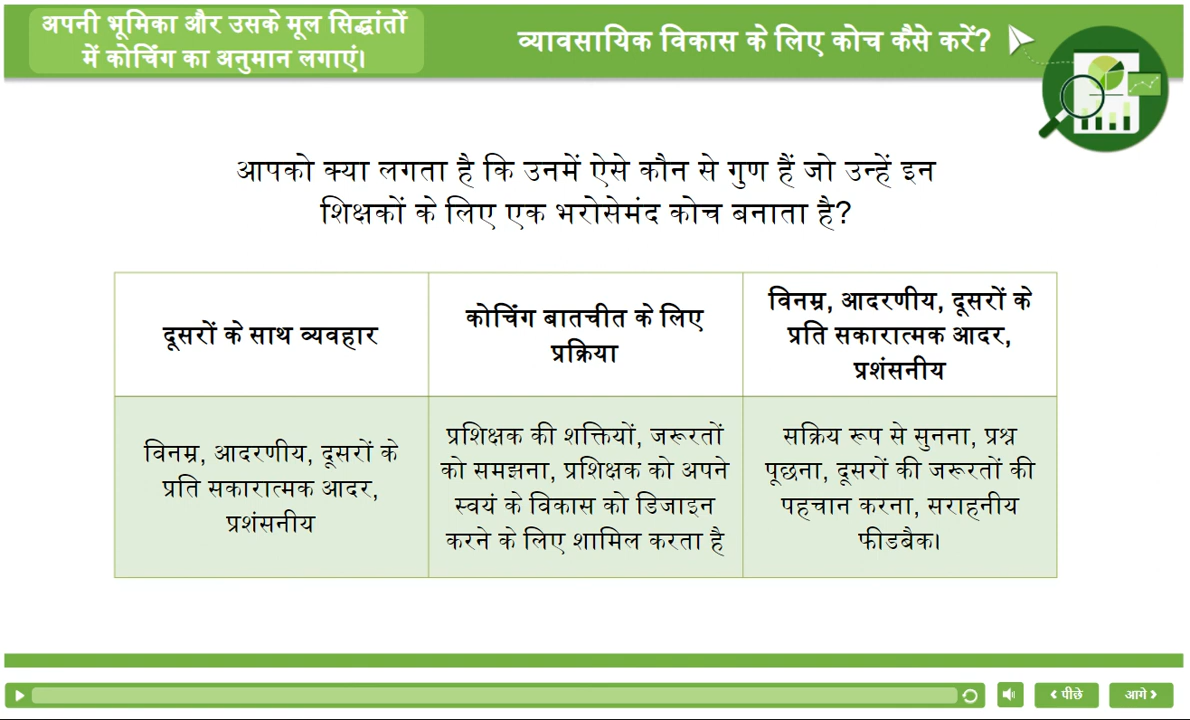 अपनी भूमिका और उसके मूल सिद्धांतों
में कोचिंग का अनुमान लगाएं।
व्यावसायिक विकास के लिए कोच कैसे करें?
आपको क्या लगता है कि उनमें ऐसे कौन से गुण हैं जो उन्हें इन
शिक्षकों के लिए एक भरोसेमंद कोच बनाता है?
दूसरों के साथ व्यवहार
कोचिंग बातचीत के लिए
प्रक्रिया
विनम्र, आदरणीय, दूसरों के
प्रति सकारात्मक आदर,
प्रशंसनीय
विनम्र, आदरणीय, दूसरों के
प्रति सकारात्मक आदर,
प्रशंसनीय
प्रशिक्षक की शक्तियों, जरूरतों
को समझना, प्रशिक्षक को अपने
स्वयं के विकास को डिजाइन
करने के लिए शामिल करता है
सक्रिय रूप से सुनना, प्रश्न
पूछना, दूसरों की जरूरतों की
पहचान करना, सराहनीय
फीडबैक।
पीछे
आगे